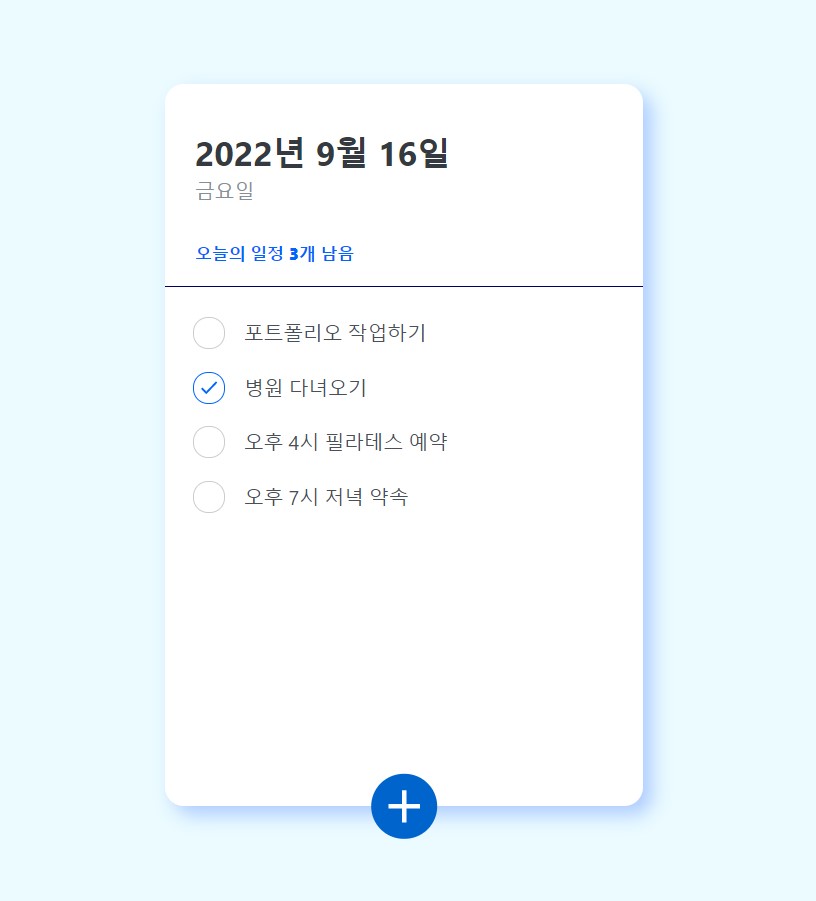 2022년 9월 16일
금요일
오늘의 일정 3개 남음
포트폴리오 작업하기
병원 다녀오기
오후 4시 필라테스 예약
오후 7시 저녁 약속